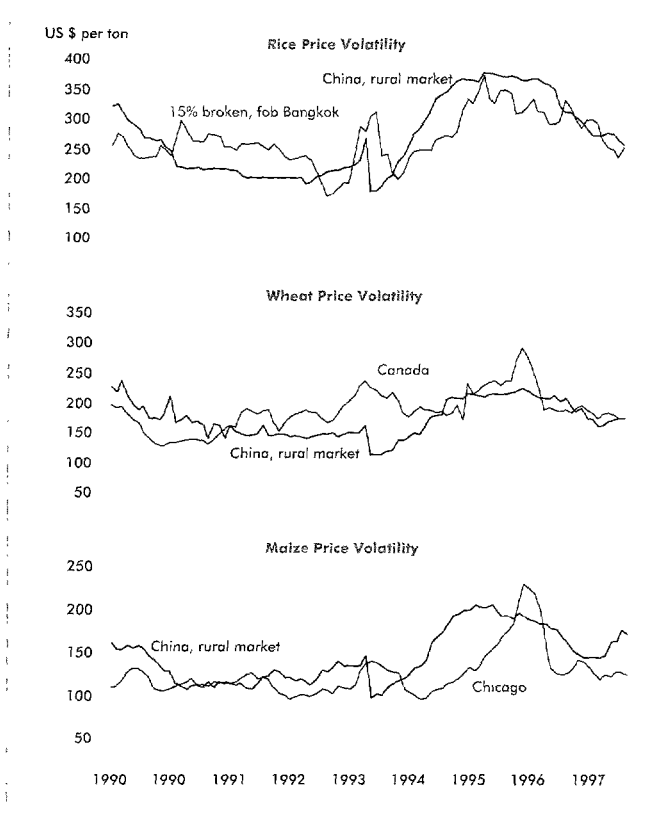 US $ per ton
Rice Price Volatility
400
350
300
250
200
150
100
China, rural market
15% broken, fob Bangkok
Wheat Price Volatility
350
300
250
200
150
100
50
Canada
China, rural market
Maize Price Volatility
250
200
150
100
50
China, rural market
Chicago
1990 1990 1991 1992 1993 1994 1995 1996 1997